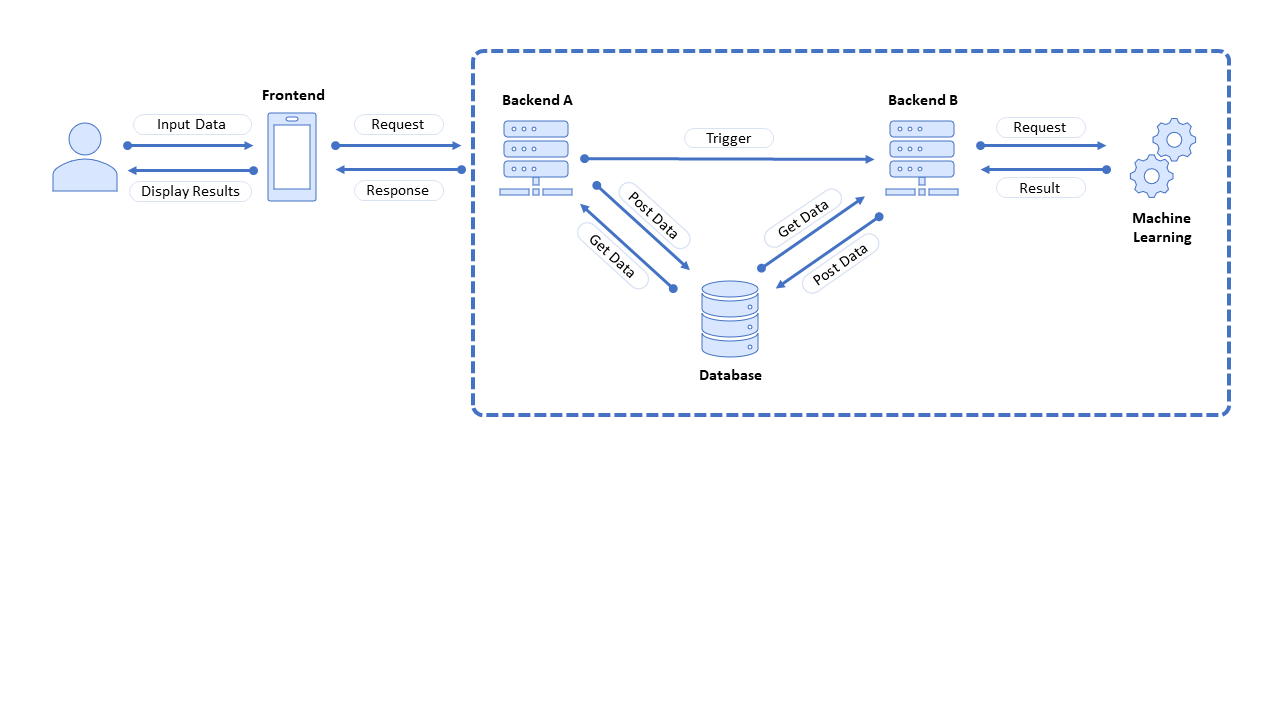 Frontend
Input Data
Display Results
Request
Response
Backend A
Trigger
Backend B
Request
Result
Post Data
Get Data
Get Data
Post Data
Machine
Learning
Database